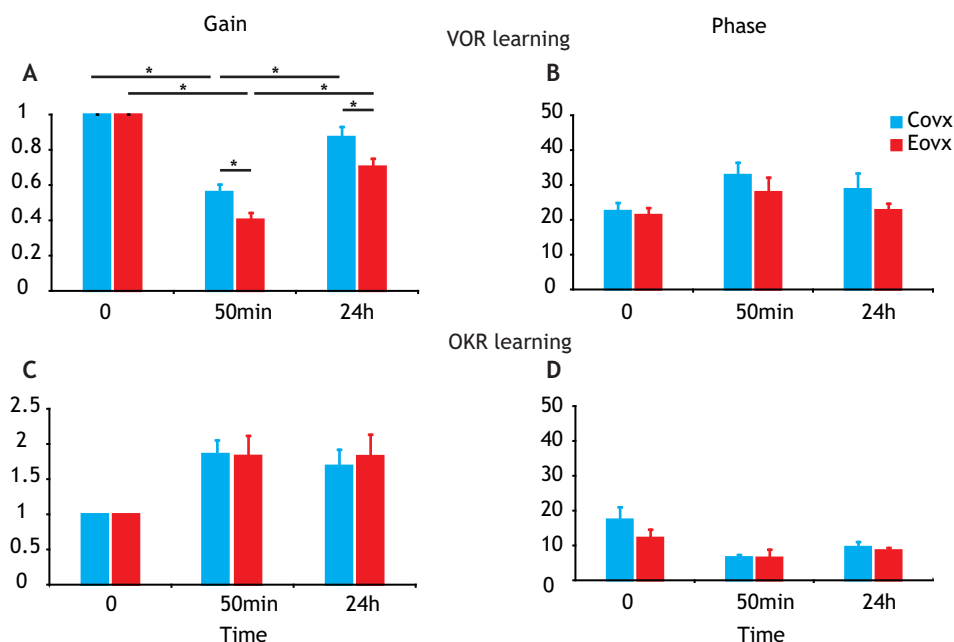 Gain
Phase
VOR learning
A
* *
* *
*
*
1
0.8
0.6
0.4
0.2
0
0 50min 24h
B
50
40
30
20
10
0
0 50min 24h
Covx
Eovx
OKR learning
C
2.5
2
1.5
1
0.5
0
0 50min 24h
Time
D
50
40
30
20
10
0
0 50min 24h
Time